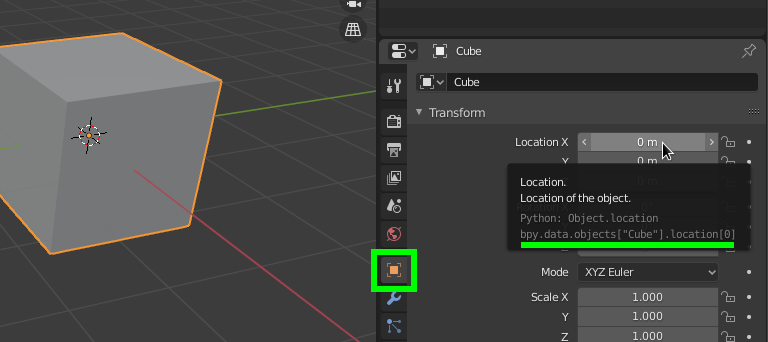 Cube
Cube
Transform
Location X
0 m
Y
0 m
Location.
Location of the object.
Python: Object.location
bpy.data.objects["Cube"].location[0]
Mode
XYZ Euler
Scale X
1.000
Y
1.000
Z
1.000